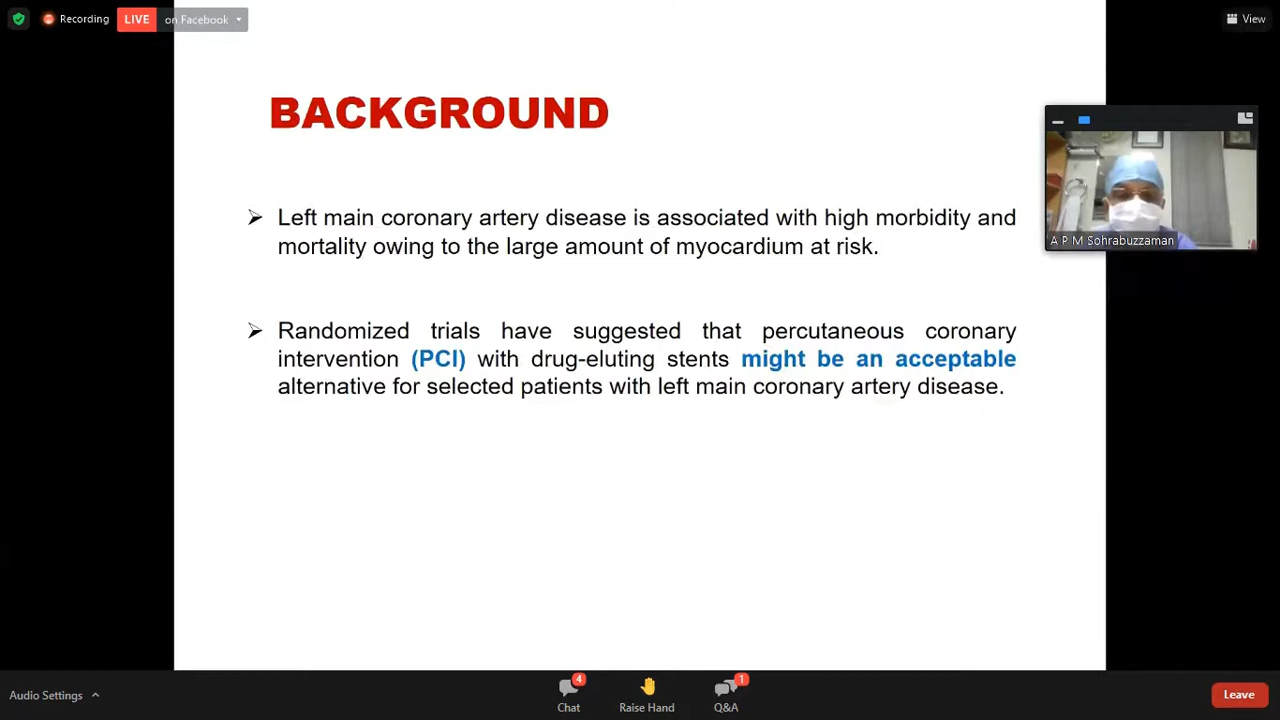 Recording
LIVE
on Facebook
View
BACKGROUND
Left main coronary artery disease is associated with high morbidity and
mortality owing to the large amount of myocardium at risk.
Randomized trials have suggested that percutaneous coronary
intervention (PCI) with drug-eluting stents might be an acceptable
alternative for selected patients with left main coronary artery disease.
A P M Sohrabuzzaman
Audio Settings
4
Chat
Raise Hand
1
Q&A
Leave